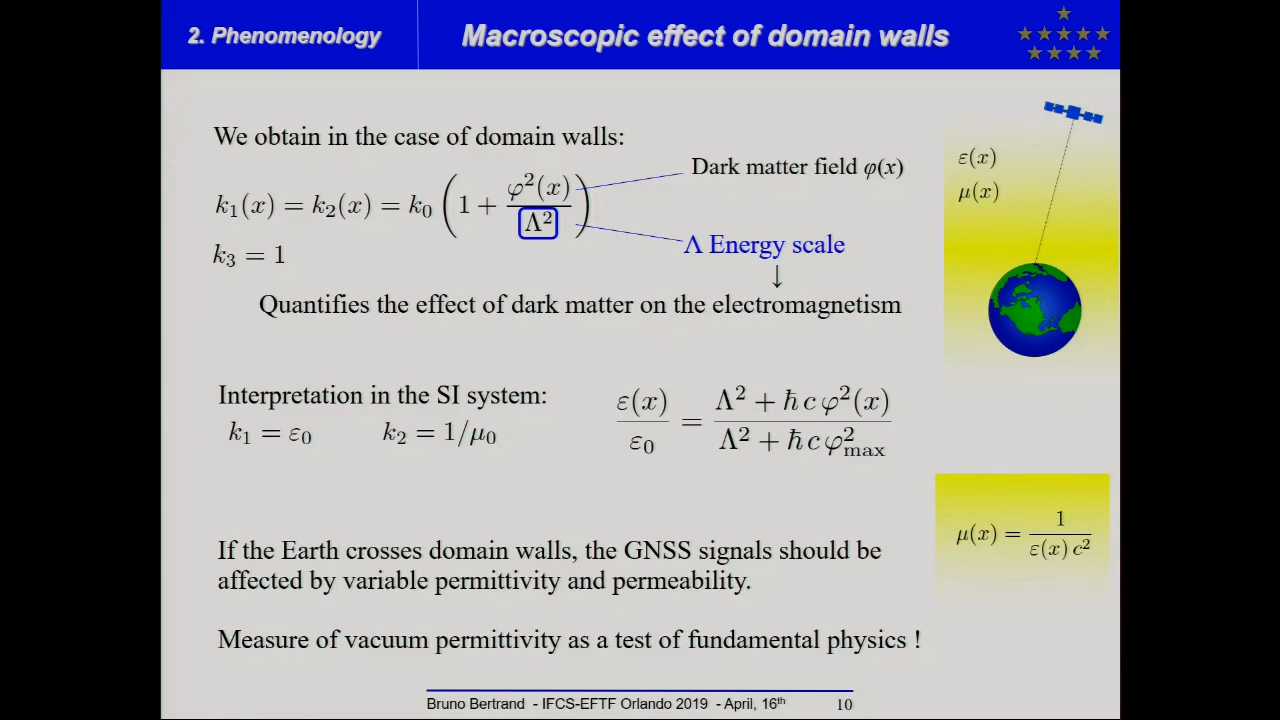 2. Phenomenology
Macroscopic effect of domain walls
We obtain in the case of domain walls:
k₁(x) = k₂(x) = k₀ (1 + φ²(x)/Λ²)
k₃ = 1
Dark matter field φ(x)
Λ Energy scale
↓
Quantifies the effect of dark matter on the electromagnetism
ε(x)
μ(x)
Interpretation in the SI system:
k₁ = ε₀ k₂ = 1/μ₀
ε(x)/ε₀ = (Λ² + ħ c φ²(x))/(Λ² + ħ c φ²max)
μ(x) = 1/(ε(x) c²)
If the Earth crosses domain walls, the GNSS signals should be
affected by variable permittivity and permeability.
Measure of vacuum permittivity as a test of fundamental physics !
Bruno Bertrand - IFCS-EFTF Orlando 2019 - April, 16th 10